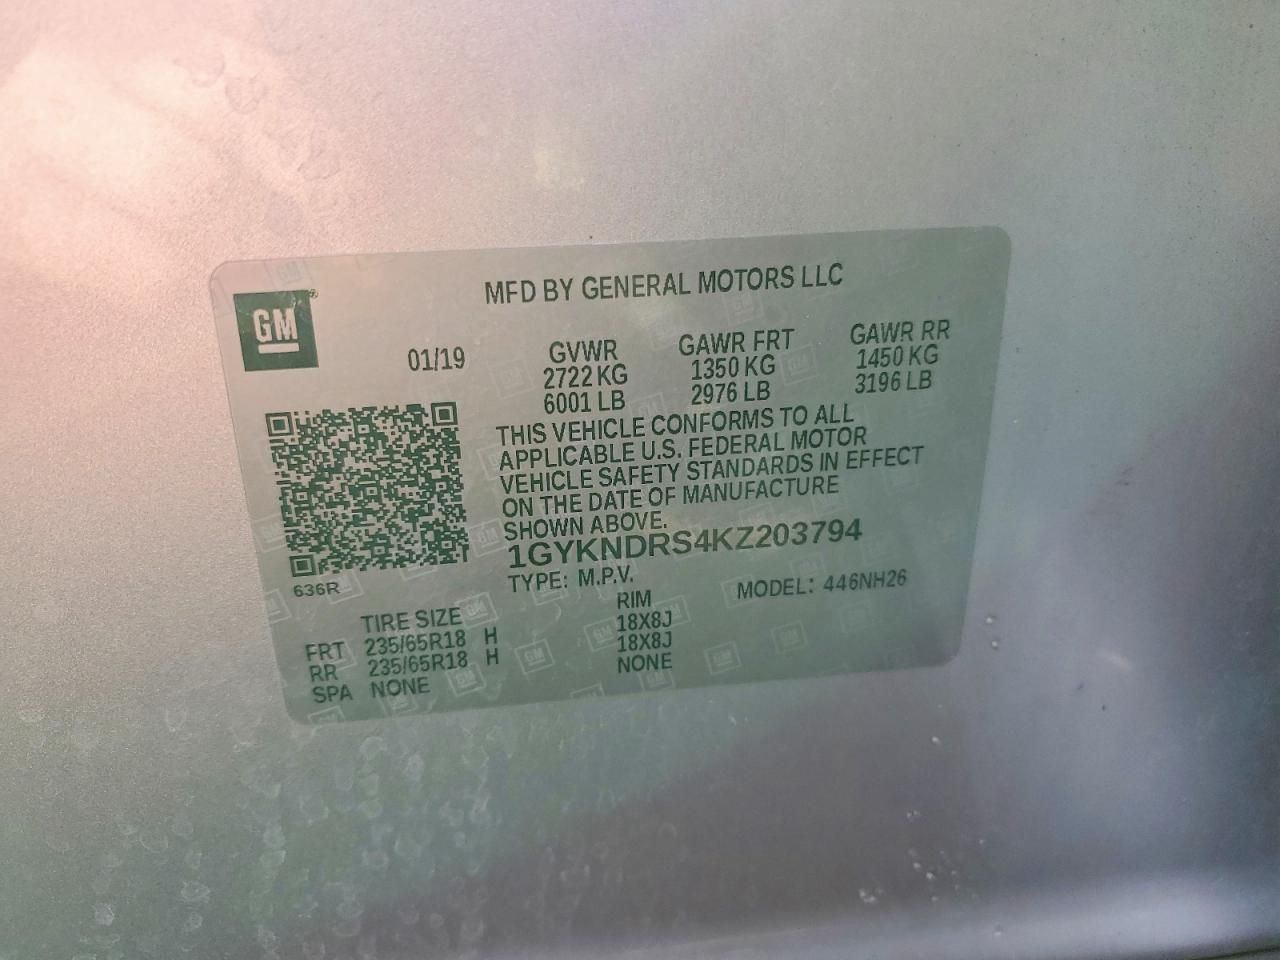 MFD BY GENERAL MOTORS LLC
GM
01/19 GVWR GAWR FRT GAWR RR
2722 KG 1350 KG 1450 KG
6001 LB 2976 LB 3196 LB
THIS VEHICLE CONFORMS TO ALL
APPLICABLE U.S. FEDERAL MOTOR
VEHICLE SAFETY STANDARDS IN EFFECT
ON THE DATE OF MANUFACTURE
SHOWN ABOVE.
1GYKNDRS4KZ203794
636R
TYPE: M.P.V. MODEL: 446NH26
TIRE SIZE RIM
FRT 235/65R18 H 18X8J
RR 235/65R18 H 18X8J
SPA NONE NONE